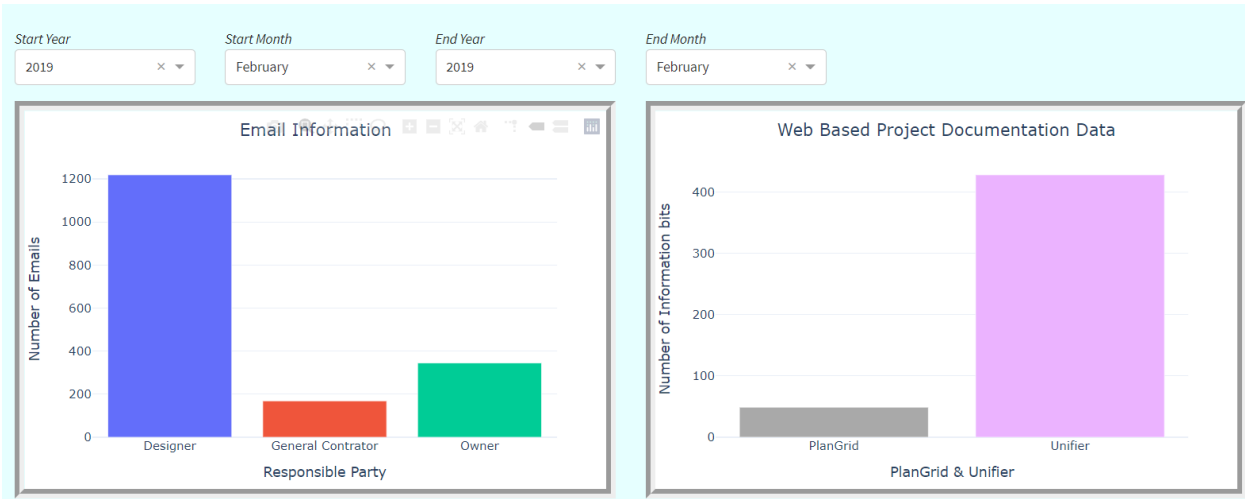 Start Year Start Month End Year End Month
2019 February 2019 February
Email Information
1200
1000
800
600
400
200
0
Number of Emails
Designer General Contrator Owner
Responsible Party
Web Based Project Documentation Data
400
300
200
100
0
Number of Information bits
PlanGrid Unifier
PlanGrid & Unifier